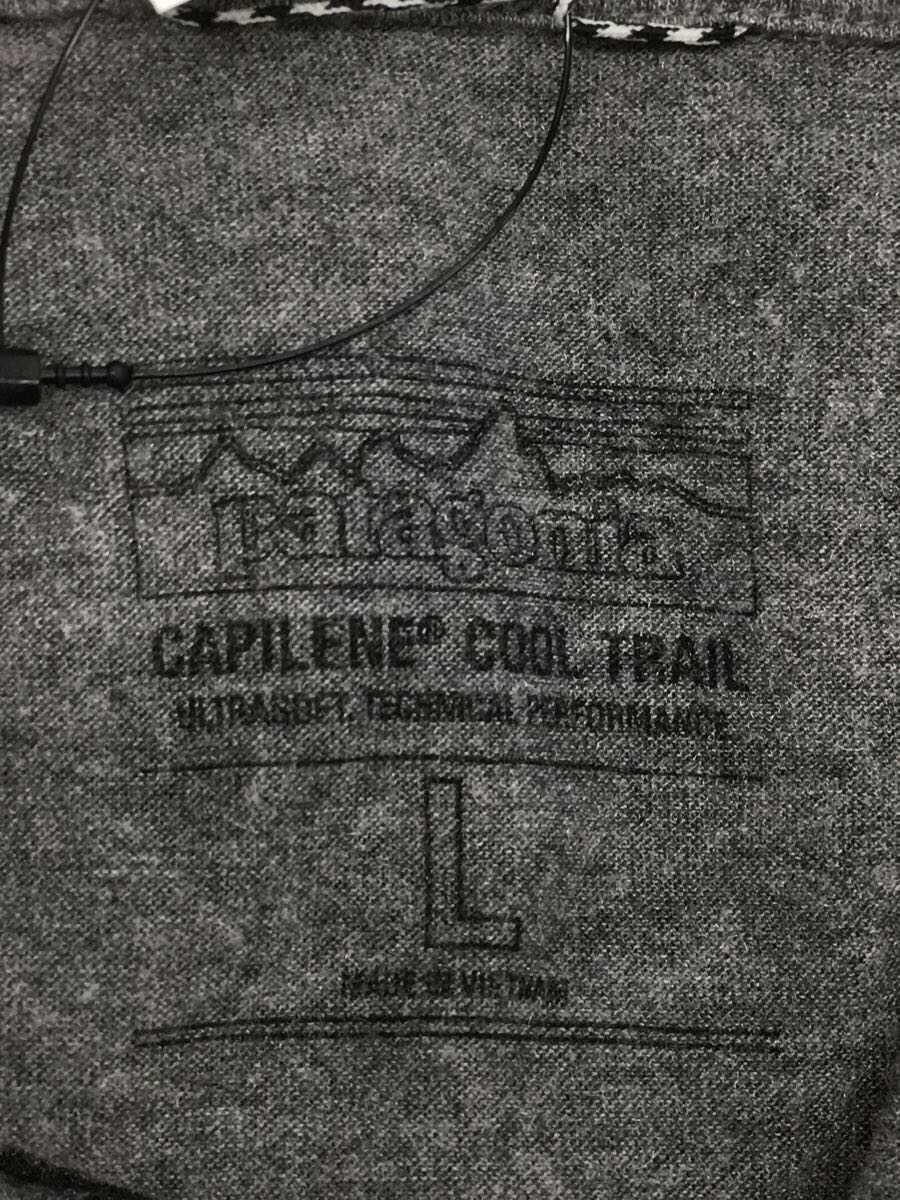 patagonia
CAPILENE® COOL TRAIL
ULTRASOFT, TECHNICAL PERFORMANCE
L
MADE IN VIETNAM